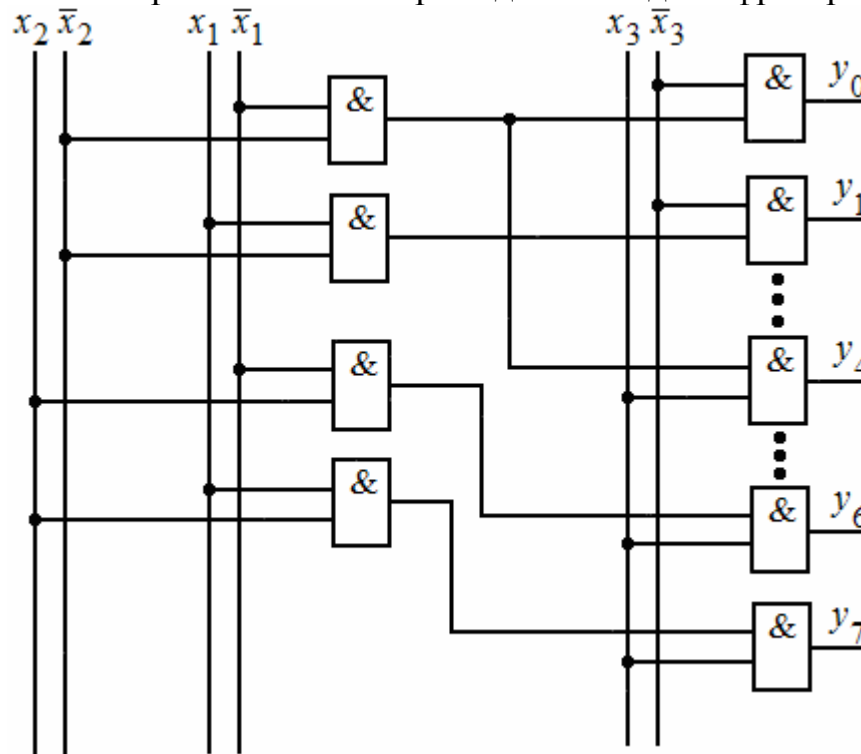 x₂ x̄₂ x₁ x̄₁ x₃ x̄₃
& & y₀
& & y₁
& & y₄
& & y₆
& & y₇